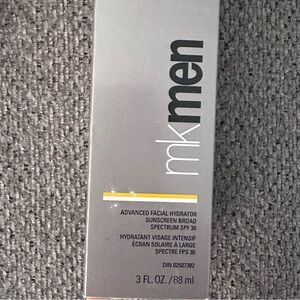 mkmen
ADVANCED FACIAL HYDRATOR
SUNSCREEN BROAD
SPECTRUM SPF 30
HYDRATANT VISAGE INTENSIF
ÉCRAN SOLAIRE À LARGE
SPECTRE FPS 30
DIN 02507382
3 FL. OZ. / 88 ml